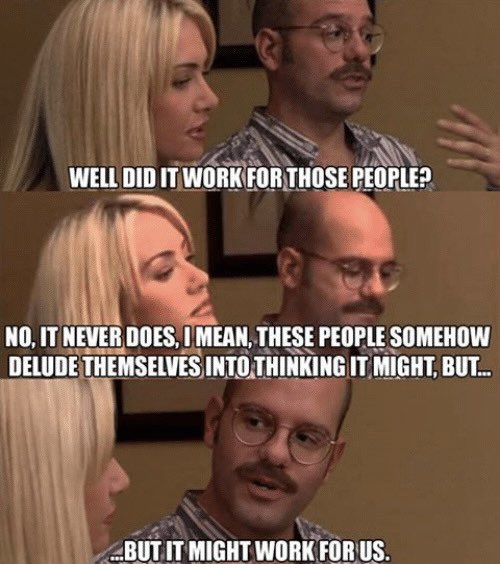 WELL DID IT WORK FOR THOSE PEOPLE?
NO, IT NEVER DOES, I MEAN, THESE PEOPLE SOMEHOW
DELUDE THEMSELVES INTO THINKING IT MIGHT, BUT...
...BUT IT MIGHT WORK FOR US.